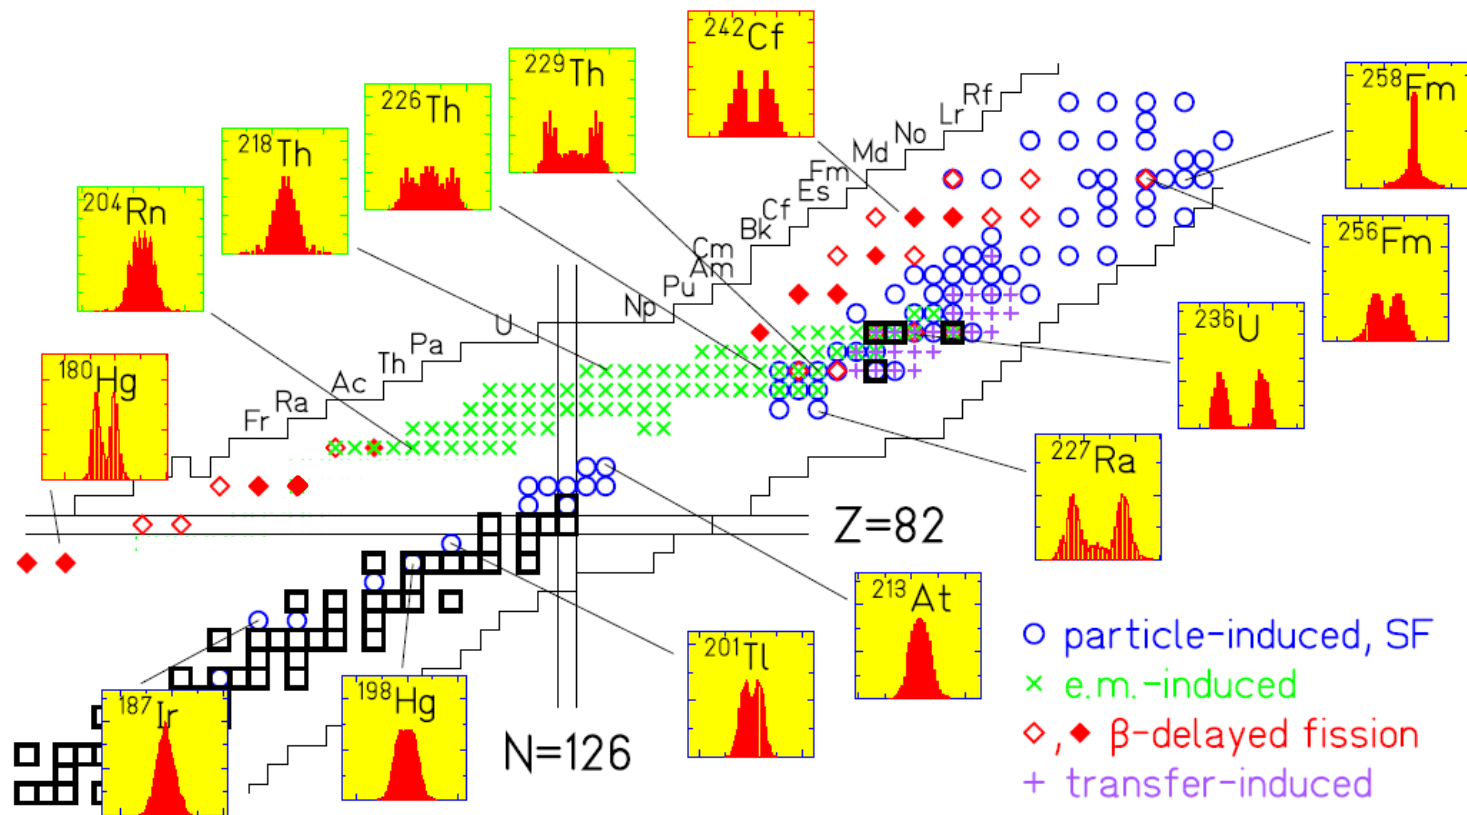 242Cf
229Th
226Th
218Th
204Rn
180Hg
258Fm
256Fm
236U
227Ra
213At
201Tl
198Hg
187Ir
Rf
Lr
No
Md
Fm
Es
Cf
Bk
Cm
Am
Pu
Np
U
Pa
Th
Ac
Ra
Fr
Z=82
N=126
○ particle-induced, SF
× e.m.-induced
◇,◆ β-delayed fission
+ transfer-induced